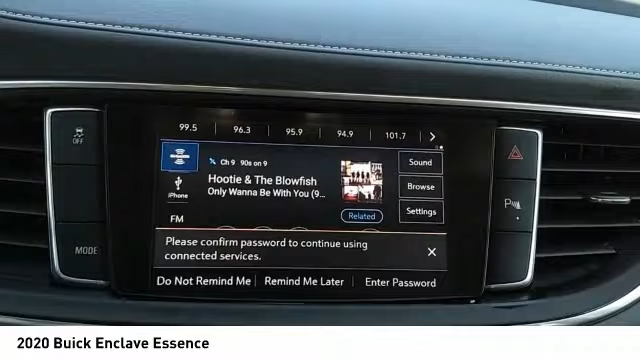 99.5 96.3 95.9 94.9 101.7
OFF
Ch 9 90s on 9
Sound
Hootie & The Blowfish
Only Wanna Be With You (9...
Browse
iPhone
Related
Settings
FM
MODE
Please confirm password to continue using
connected services.
Do Not Remind Me Remind Me Later Enter Password
2020 Buick Enclave Essence